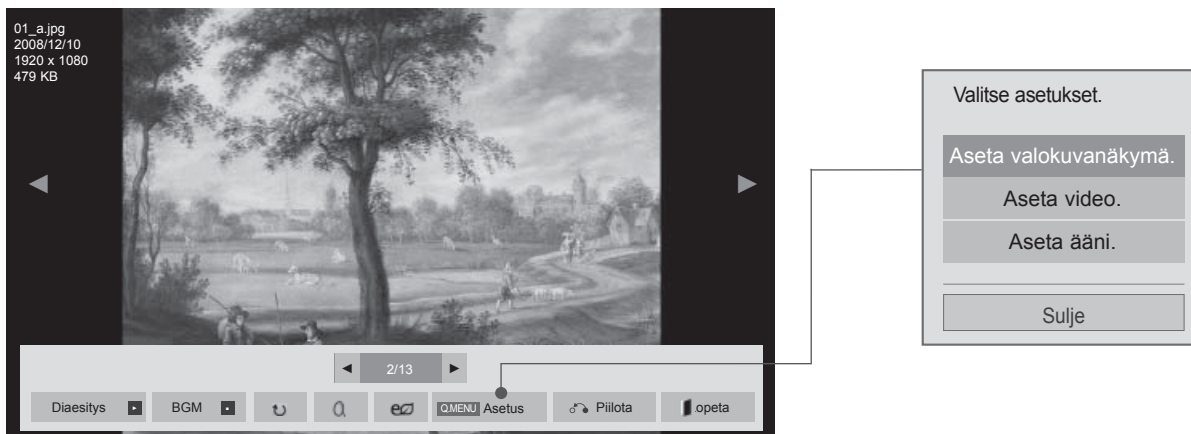 01_a.jpg
2008/12/10
1920 x 1080
479 KB
2/13
Diaesitys
BGM
Q.MENU Asetus
Piilota
opeta
Valitse asetukset.
Aseta valokuvanäkymä.
Aseta video.
Aseta ääni.
Sulje